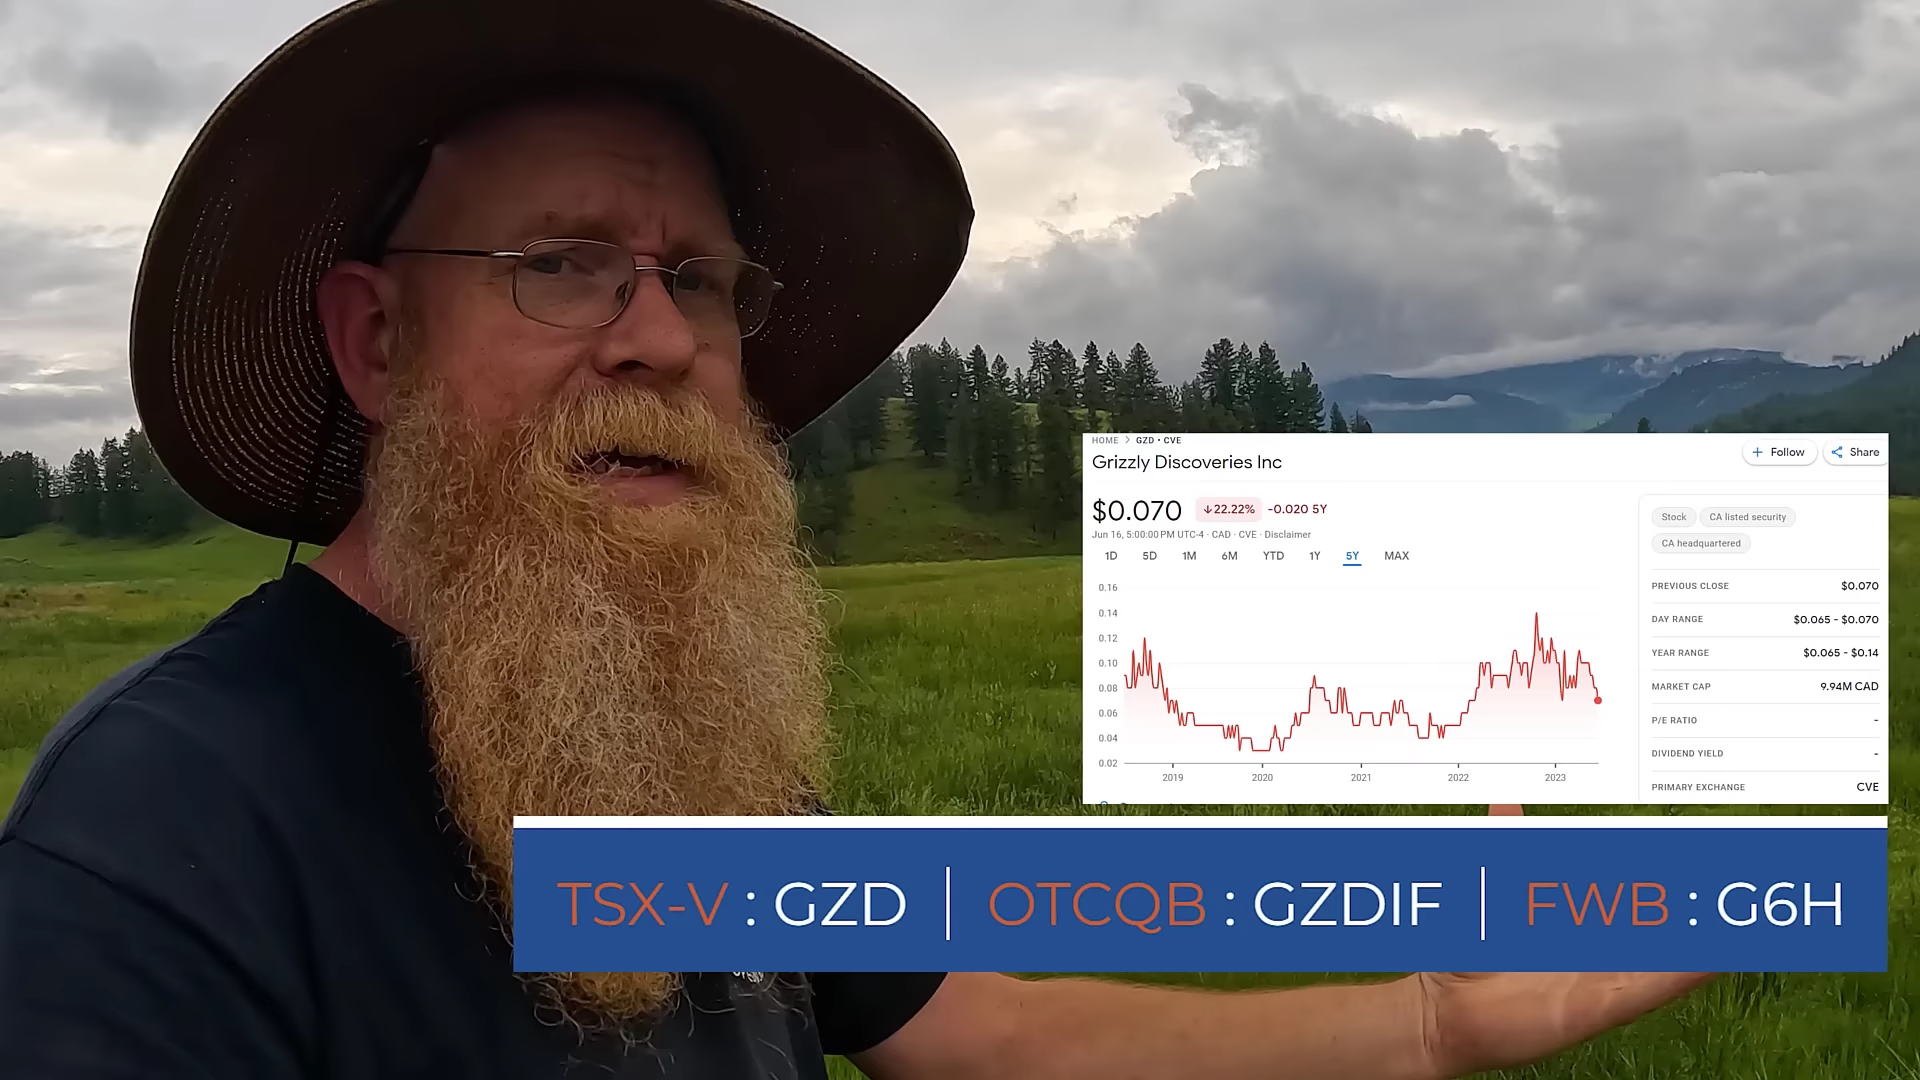 HOME > GZD • CVE
Grizzly Discoveries Inc
+ Follow
Share
$0.070 ↓22.22% -0.020 5Y
Jun 16, 5:00:00 PM UTC-4 · CAD · CVE · Disclaimer
1D 5D 1M 6M YTD 1Y 5Y MAX
0.16
0.14
0.12
0.10
0.08
0.06
0.04
0.02
2019 2020 2021 2022 2023
Stock CA listed security
CA headquartered
PREVIOUS CLOSE $0.070
DAY RANGE $0.065 - $0.070
YEAR RANGE $0.065 - $0.14
MARKET CAP 9.94M CAD
P/E RATIO -
DIVIDEND YIELD -
PRIMARY EXCHANGE CVE
TSX-V : GZD | OTCQB : GZDIF | FWB : G6H